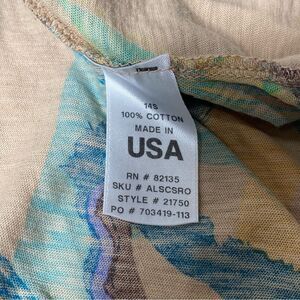 14S
100% COTTON
MADE IN
USA
RN # 82135
SKU # ALSCSRO
STYLE # 21750
PO # 703419-113